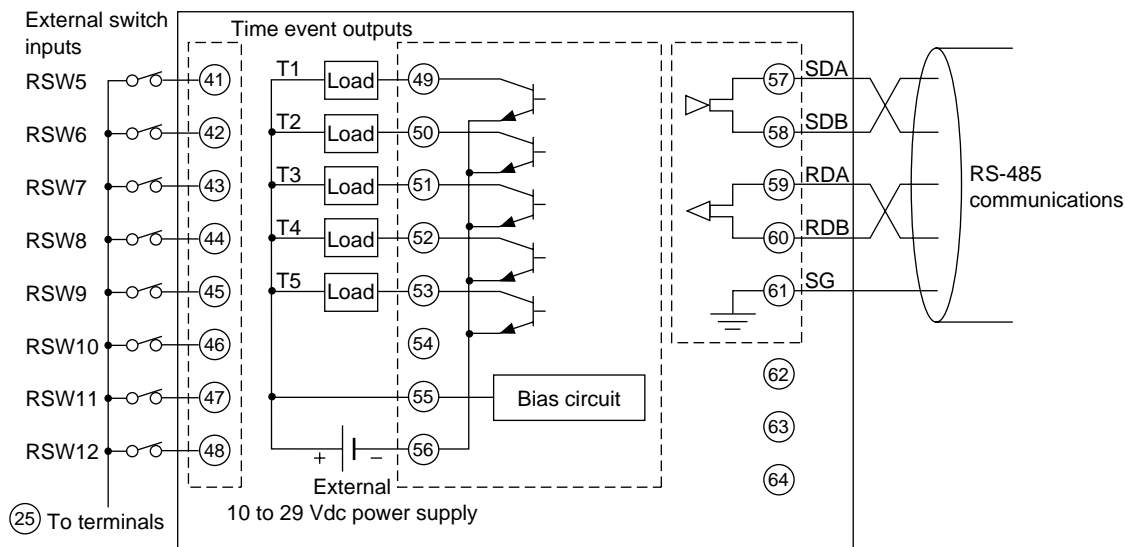 External switch
inputs
Time event outputs
RSW5 41 T1 Load 49 57 SDA
RSW6 42 T2 Load 50 58 SDB
RSW7 43 T3 Load 51 59 RDA
RS-485
communications
RSW8 44 T4 Load 52 60 RDB
RSW9 45 T5 Load 53 61 SG
RSW10 46 54
62
RSW11 47 55 Bias circuit
63
RSW12 48 + − 56
64
External
10 to 29 Vdc power supply
25 To terminals